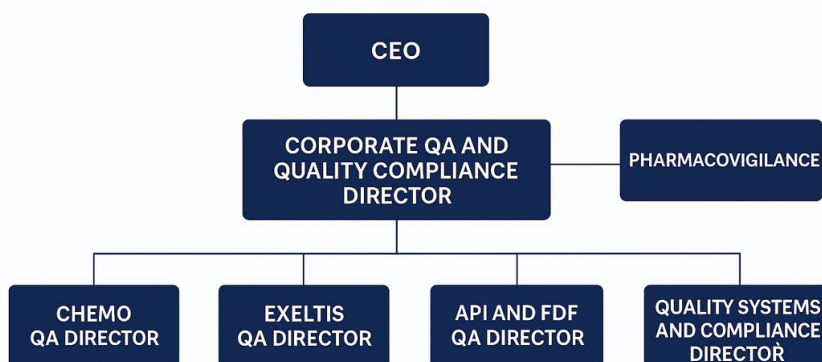 CEO
CORPORATE QA AND
QUALITY COMPLIANCE
DIRECTOR
PHARMACOVIGILANCE
CHEMO
QA DIRECTOR
EXELTIS
QA DIRECTOR
API AND FDF
QA DIRECTOR
QUALITY SYSTEMS
AND COMPLIANCE
DIRECTOR